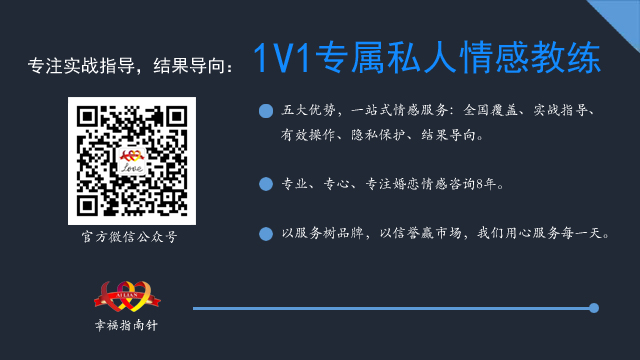 专注实战指导，结果导向：
1V1专属私人情感教练
五大优势，一站式情感服务：全国覆盖、实战指导、
有效操作、隐私保护、结果导向。
专业、专心、专注婚恋情感咨询8年。
以服务树品牌，以信誉赢市场，我们用心服务每一天。
love
官方微信公众号
AI LIAN
幸福指南针